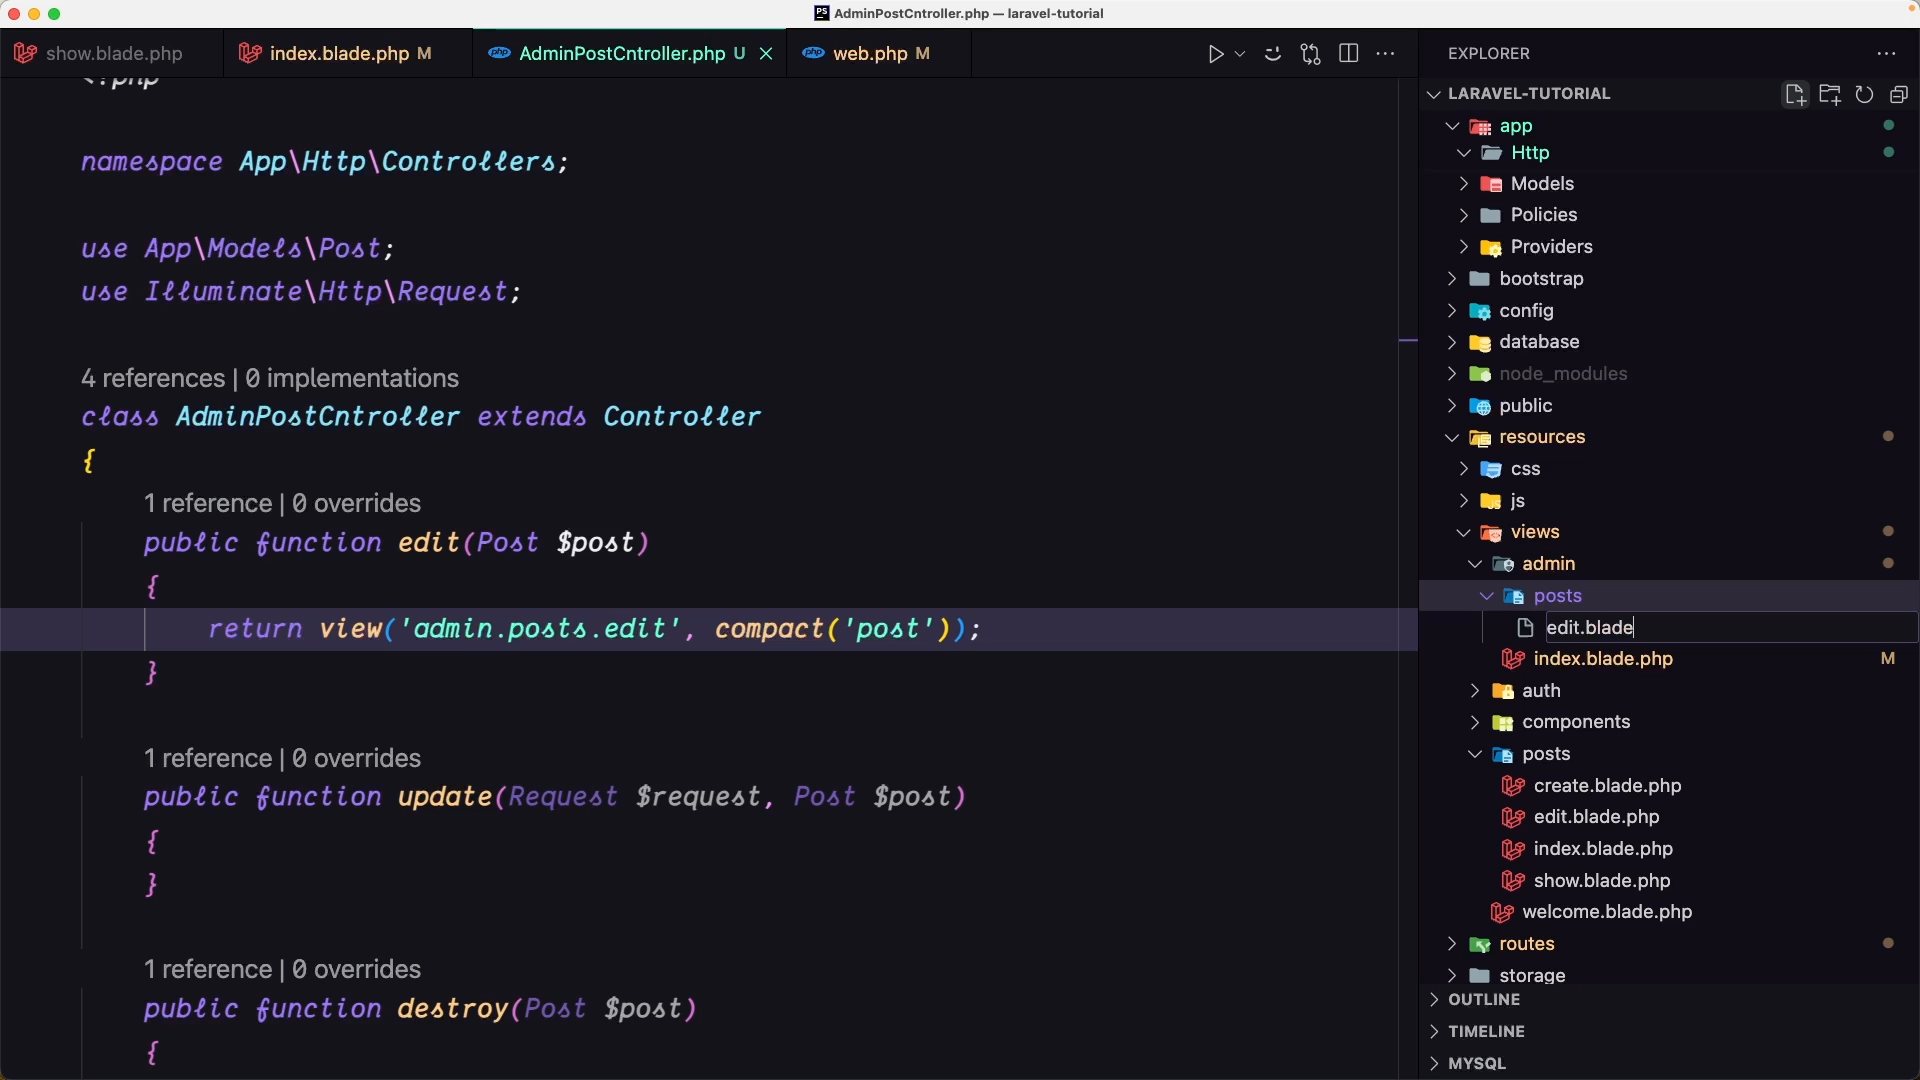 AdminPostCntroller.php — laravel-tutorial
show.blade.php
index.blade.php M
AdminPostCntroller.php U
web.php M
<?php
namespace App\Http\Controllers;
use App\Models\Post;
use Illuminate\Http\Request;
4 references | 0 implementations
class AdminPostCntroller extends Controller
{
1 reference | 0 overrides
public function edit(Post $post)
{
return view('admin.posts.edit', compact('post'));
}
1 reference | 0 overrides
public function update(Request $request, Post $post)
{
}
1 reference | 0 overrides
public function destroy(Post $post)
{
EXPLORER
LARAVEL-TUTORIAL
app
Http
Models
Policies
Providers
bootstrap
config
database
node_modules
public
resources
css
js
views
admin
posts
edit.blade
index.blade.php M
auth
components
posts
create.blade.php
edit.blade.php
index.blade.php
show.blade.php
welcome.blade.php
routes
storage
OUTLINE
TIMELINE
MYSQL